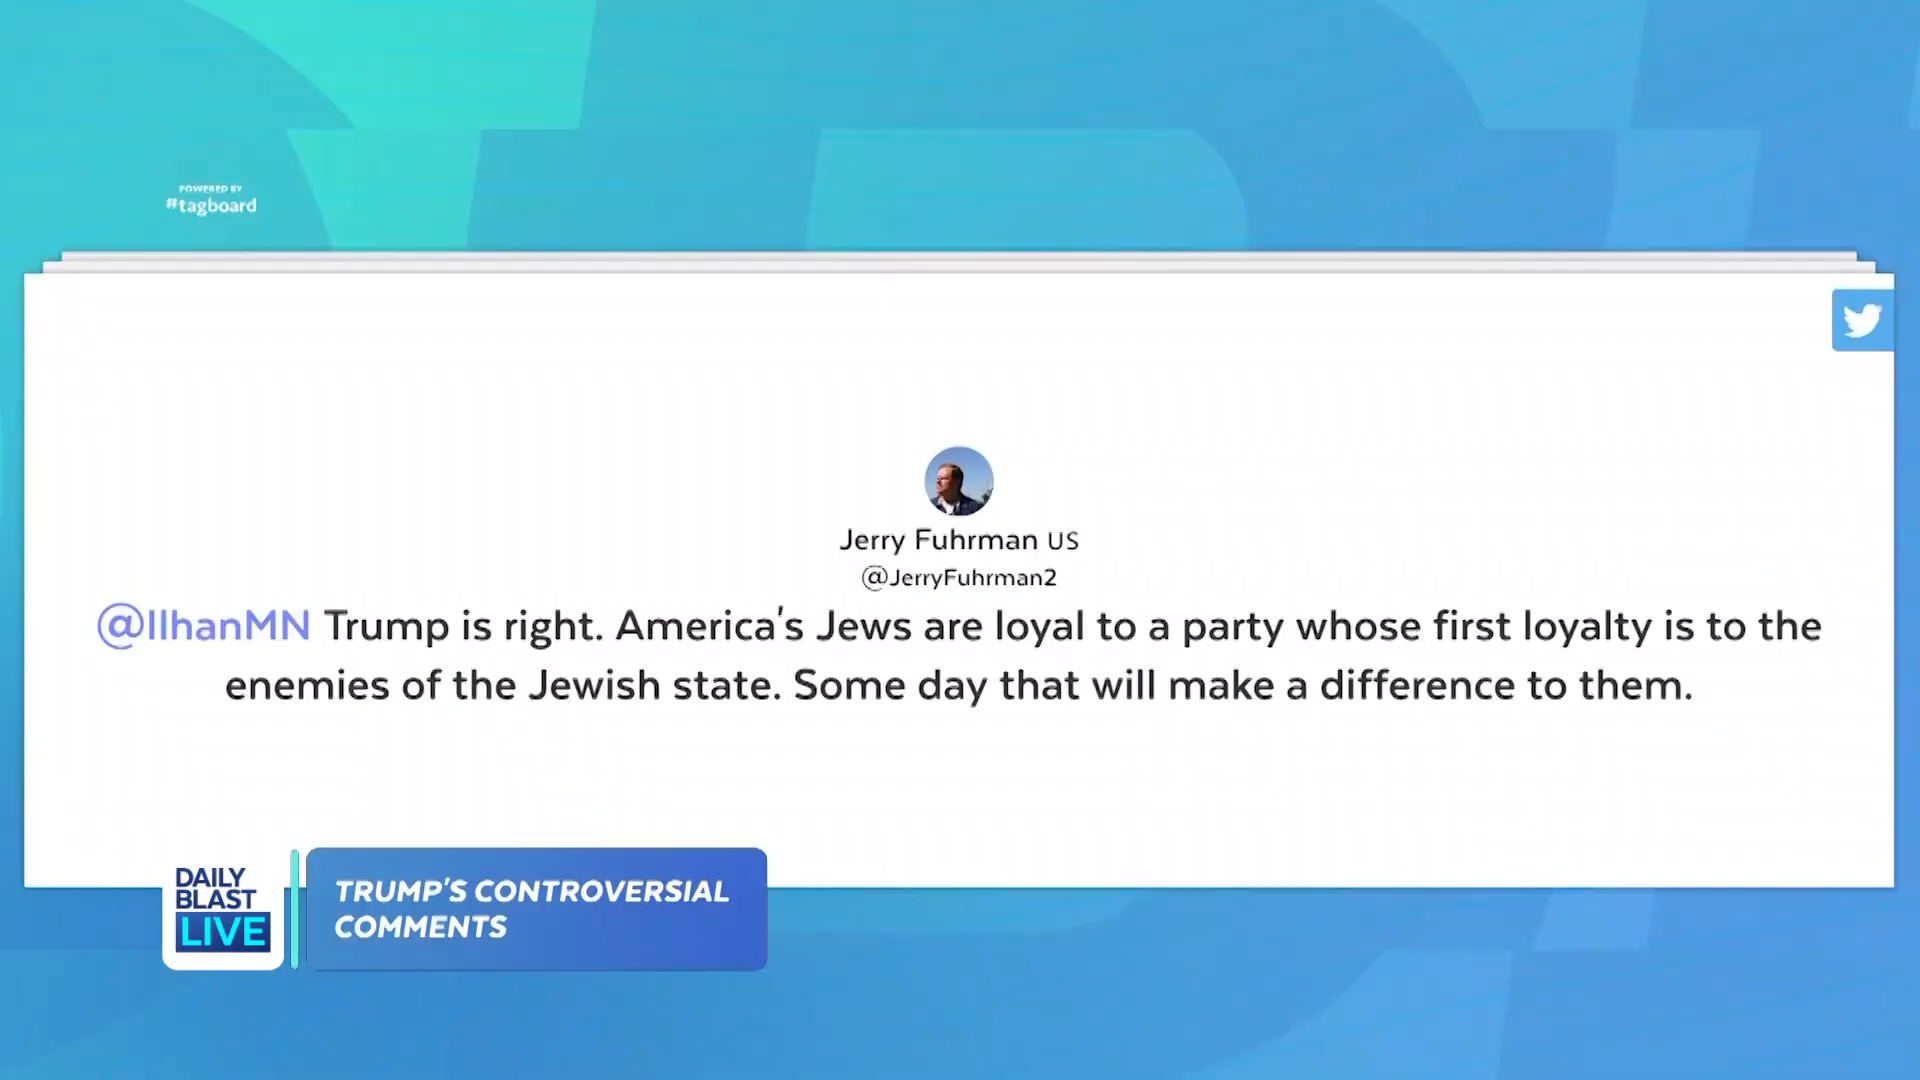 POWERED BY
#tagboard
Jerry Fuhrman US
@JerryFuhrman2
@IlhanMN Trump is right. America's Jews are loyal to a party whose first loyalty is to the
enemies of the Jewish state. Some day that will make a difference to them.
DAILY
BLAST
LIVE
TRUMP'S CONTROVERSIAL
COMMENTS